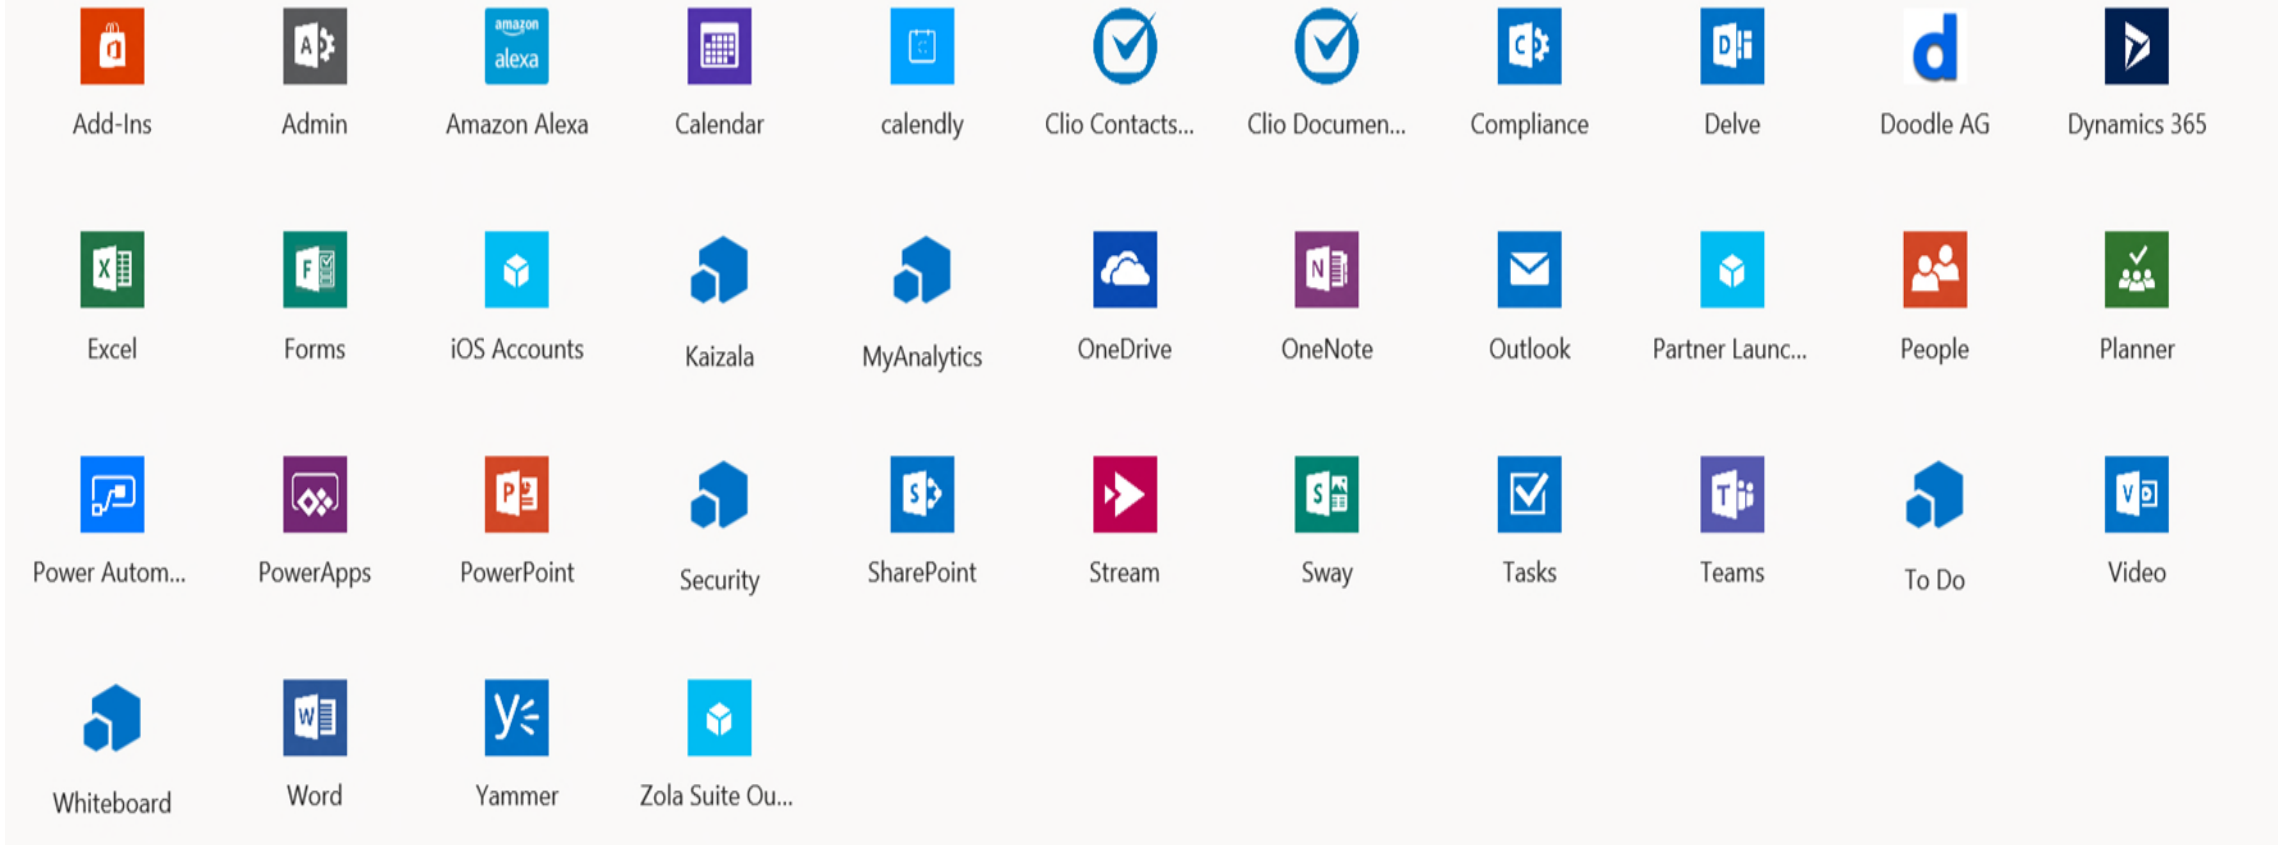 amazon
alexa
Add-Ins Admin Amazon Alexa Calendar calendly Clio Contacts... Clio Documen... Compliance Delve Doodle AG Dynamics 365
Excel Forms iOS Accounts Kaizala MyAnalytics OneDrive OneNote Outlook Partner Launc... People Planner
Power Autom... PowerApps PowerPoint Security SharePoint Stream Sway Tasks Teams To Do Video
Whiteboard Word Yammer Zola Suite Ou...